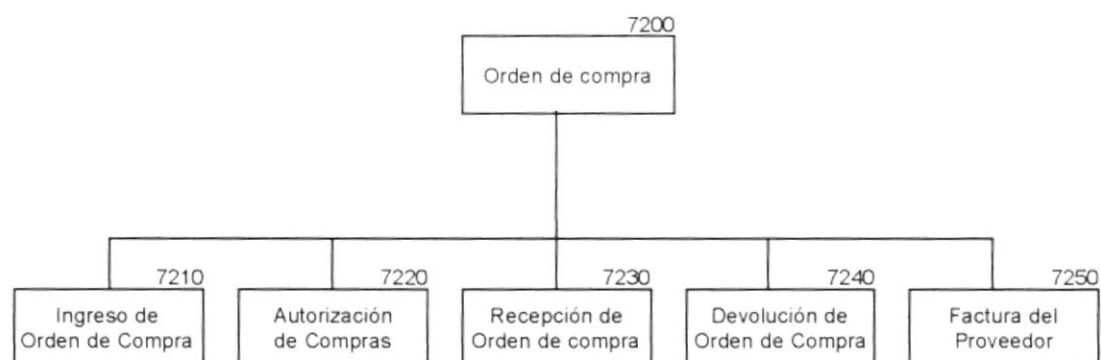 7200
Orden de compra
7210
Ingreso de
Orden de Compra
7220
Autorización
de Compras
7230
Recepción de
Orden de compra
7240
Devolución de
Orden de Compra
7250
Factura del
Proveedor